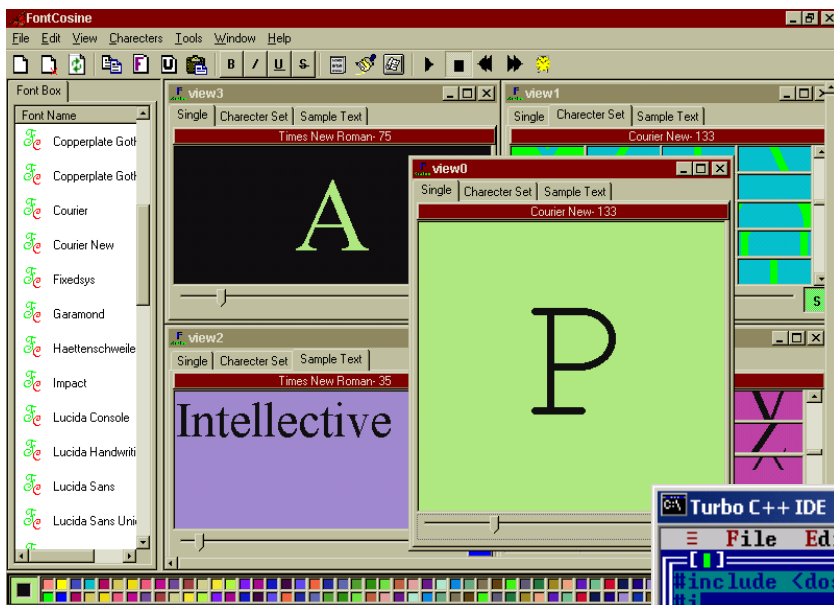 FontCosine
File Edit View Charecters Tools Window Help
B I U S
Font Box
Font Name
Copperplate Goth
Copperplate Goth
Courier
Courier New
Fixedsys
Garamond
Haettenschweile
Impact
Lucida Console
Lucida Handwriti
Lucida Sans
Lucida Sans Uni
view3
Single Charecter Set Sample Text
Times New Roman- 75
A
view1
Single Charecter Set Sample Text
Courier New- 133
S
view0
Single Charecter Set Sample Text
Courier New- 133
P
view2
Single Charecter Set Sample Text
Times New Roman- 35
Intellective
C:\ Turbo C++ IDE
≡ File Edi
[ ]
#include <dos
#i